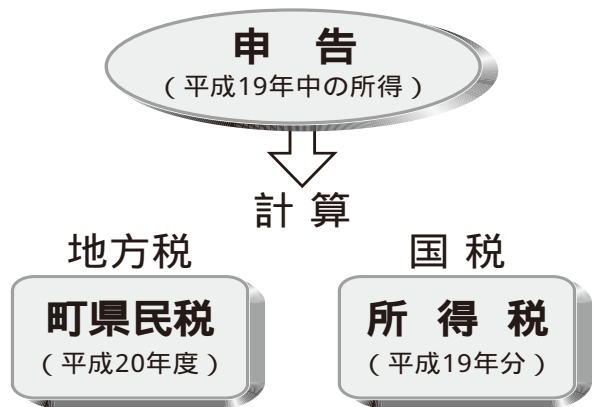 申 告
（平成19年中の所得）
計 算
地方税
国 税
町県民税
（平成20年度）
所 得 税
（平成19年分）